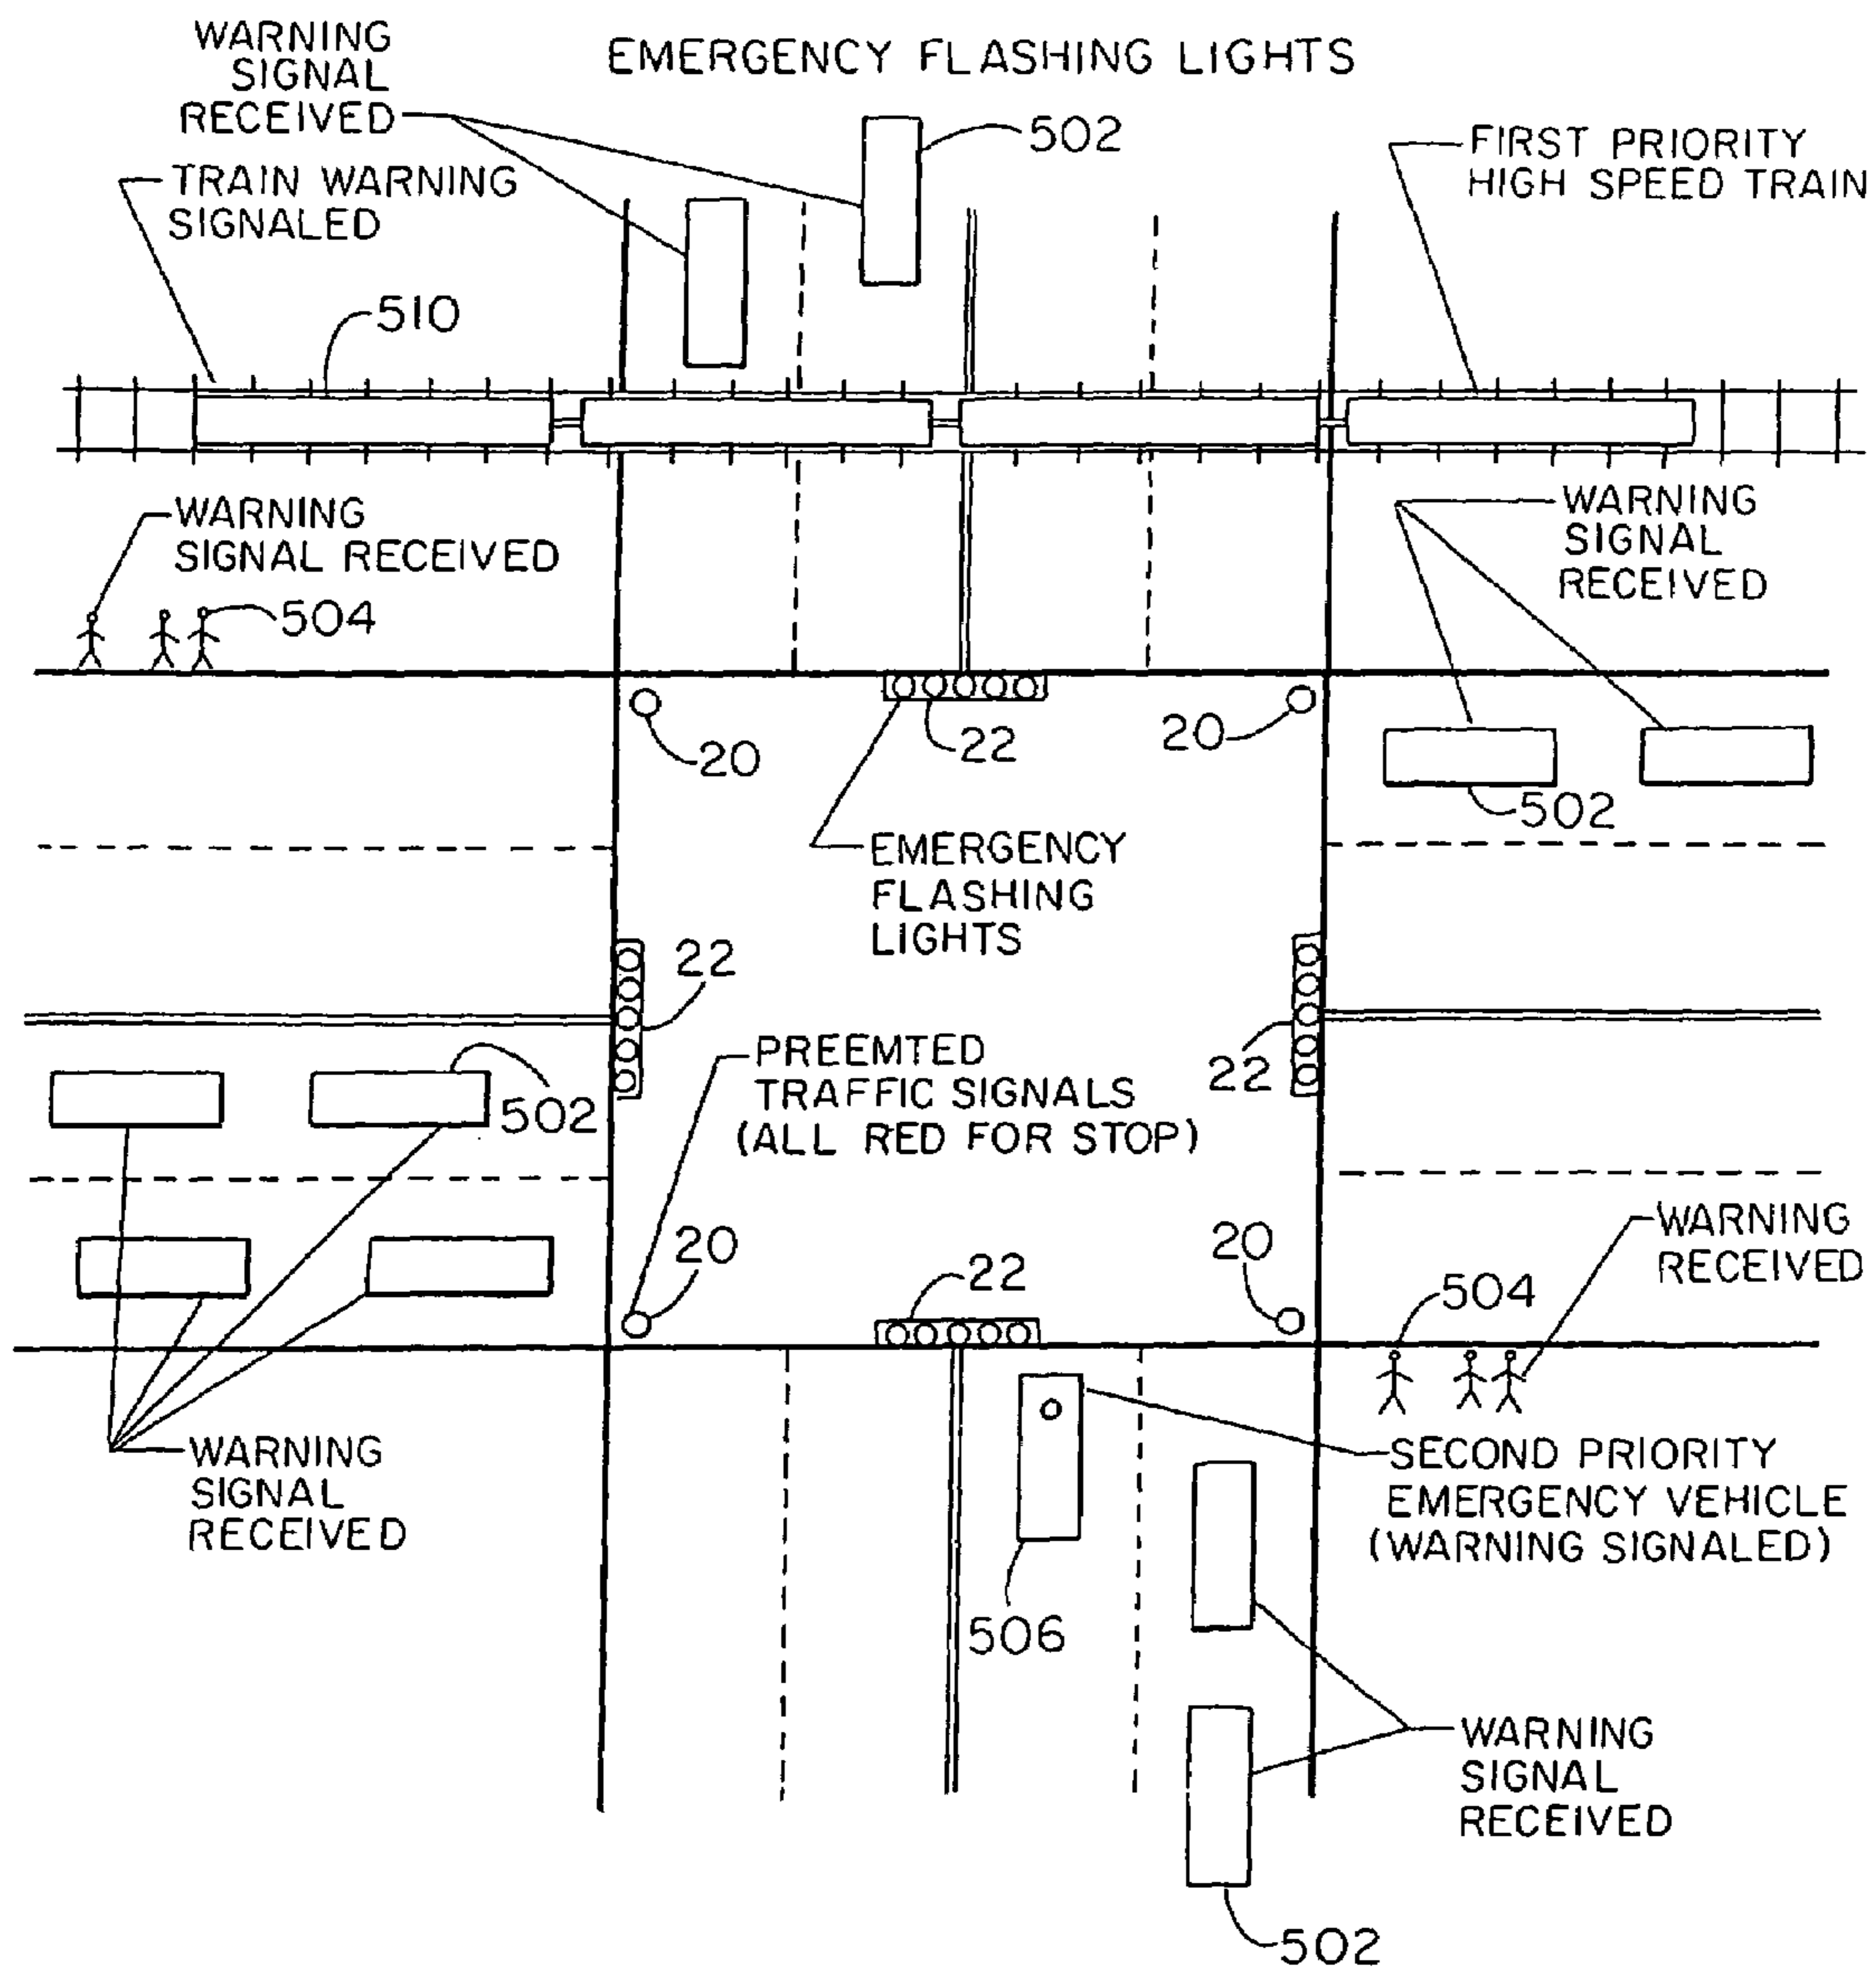 WARNING
SIGNAL
RECEIVED
EMERGENCY FLASHING LIGHTS
502
FIRST PRIORITY
HIGH SPEED TRAIN
TRAIN WARNING
SIGNALED
510
WARNING
SIGNAL RECEIVED
504
WARNING
SIGNAL
RECEIVED
20
22
20
502
EMERGENCY
FLASHING
LIGHTS
22
22
PREEMTED
TRAFFIC SIGNALS
(ALL RED FOR STOP)
502
20
22
20
WARNING
RECEIVED
504
WARNING
SIGNAL
RECEIVED
SECOND PRIORITY
EMERGENCY VEHICLE
(WARNING SIGNALED)
506
WARNING
SIGNAL
RECEIVED
502